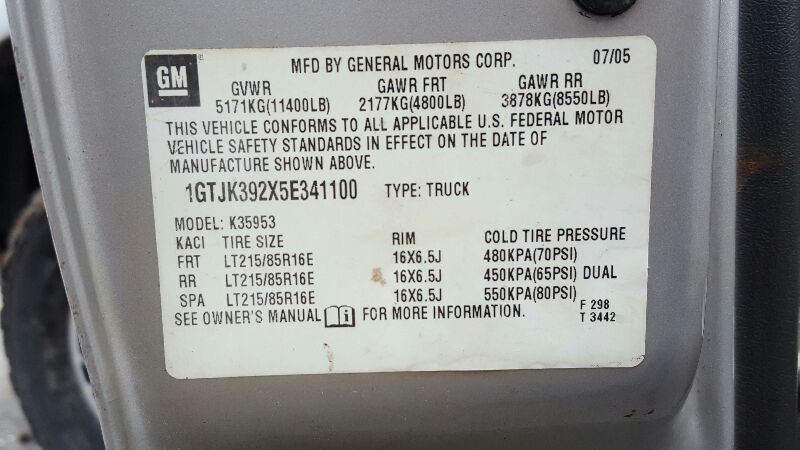 GM
MFD BY GENERAL MOTORS CORP. 07/05
GVWR GAWR FRT GAWR RR
5171KG(11400LB) 2177KG(4800LB) 3878KG(8550LB)
THIS VEHICLE CONFORMS TO ALL APPLICABLE U.S. FEDERAL MOTOR
VEHICLE SAFETY STANDARDS IN EFFECT ON THE DATE OF
MANUFACTURE SHOWN ABOVE.
1GTJK392X5E341100 TYPE: TRUCK
MODEL: K35953
KACI TIRE SIZE RIM COLD TIRE PRESSURE
FRT LT215/85R16E 16X6.5J 480KPA(70PSI)
RR LT215/85R16E 16X6.5J 450KPA(65PSI) DUAL
SPA LT215/85R16E 16X6.5J 550KPA(80PSI)
SEE OWNER'S MANUAL FOR MORE INFORMATION. F 298
T 3442